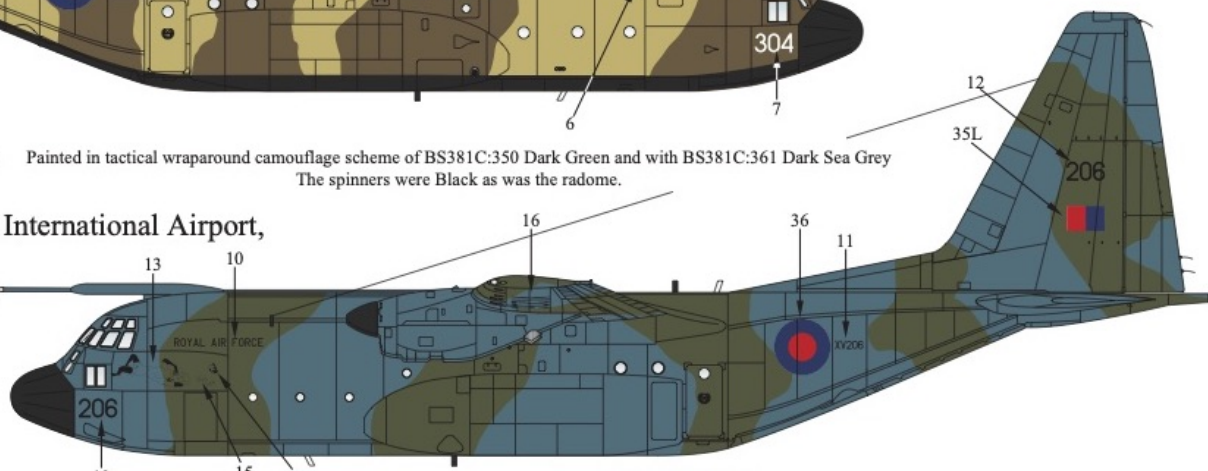 304
7
6
12
35L
Painted in tactical wraparound camouflage scheme of BS381C:350 Dark Green and with BS381C:361 Dark Sea Grey
The spinners were Black as was the radome.
206
International Airport,
16
36
11
13
10
ROYAL AIR FORCE
XV206
206
15